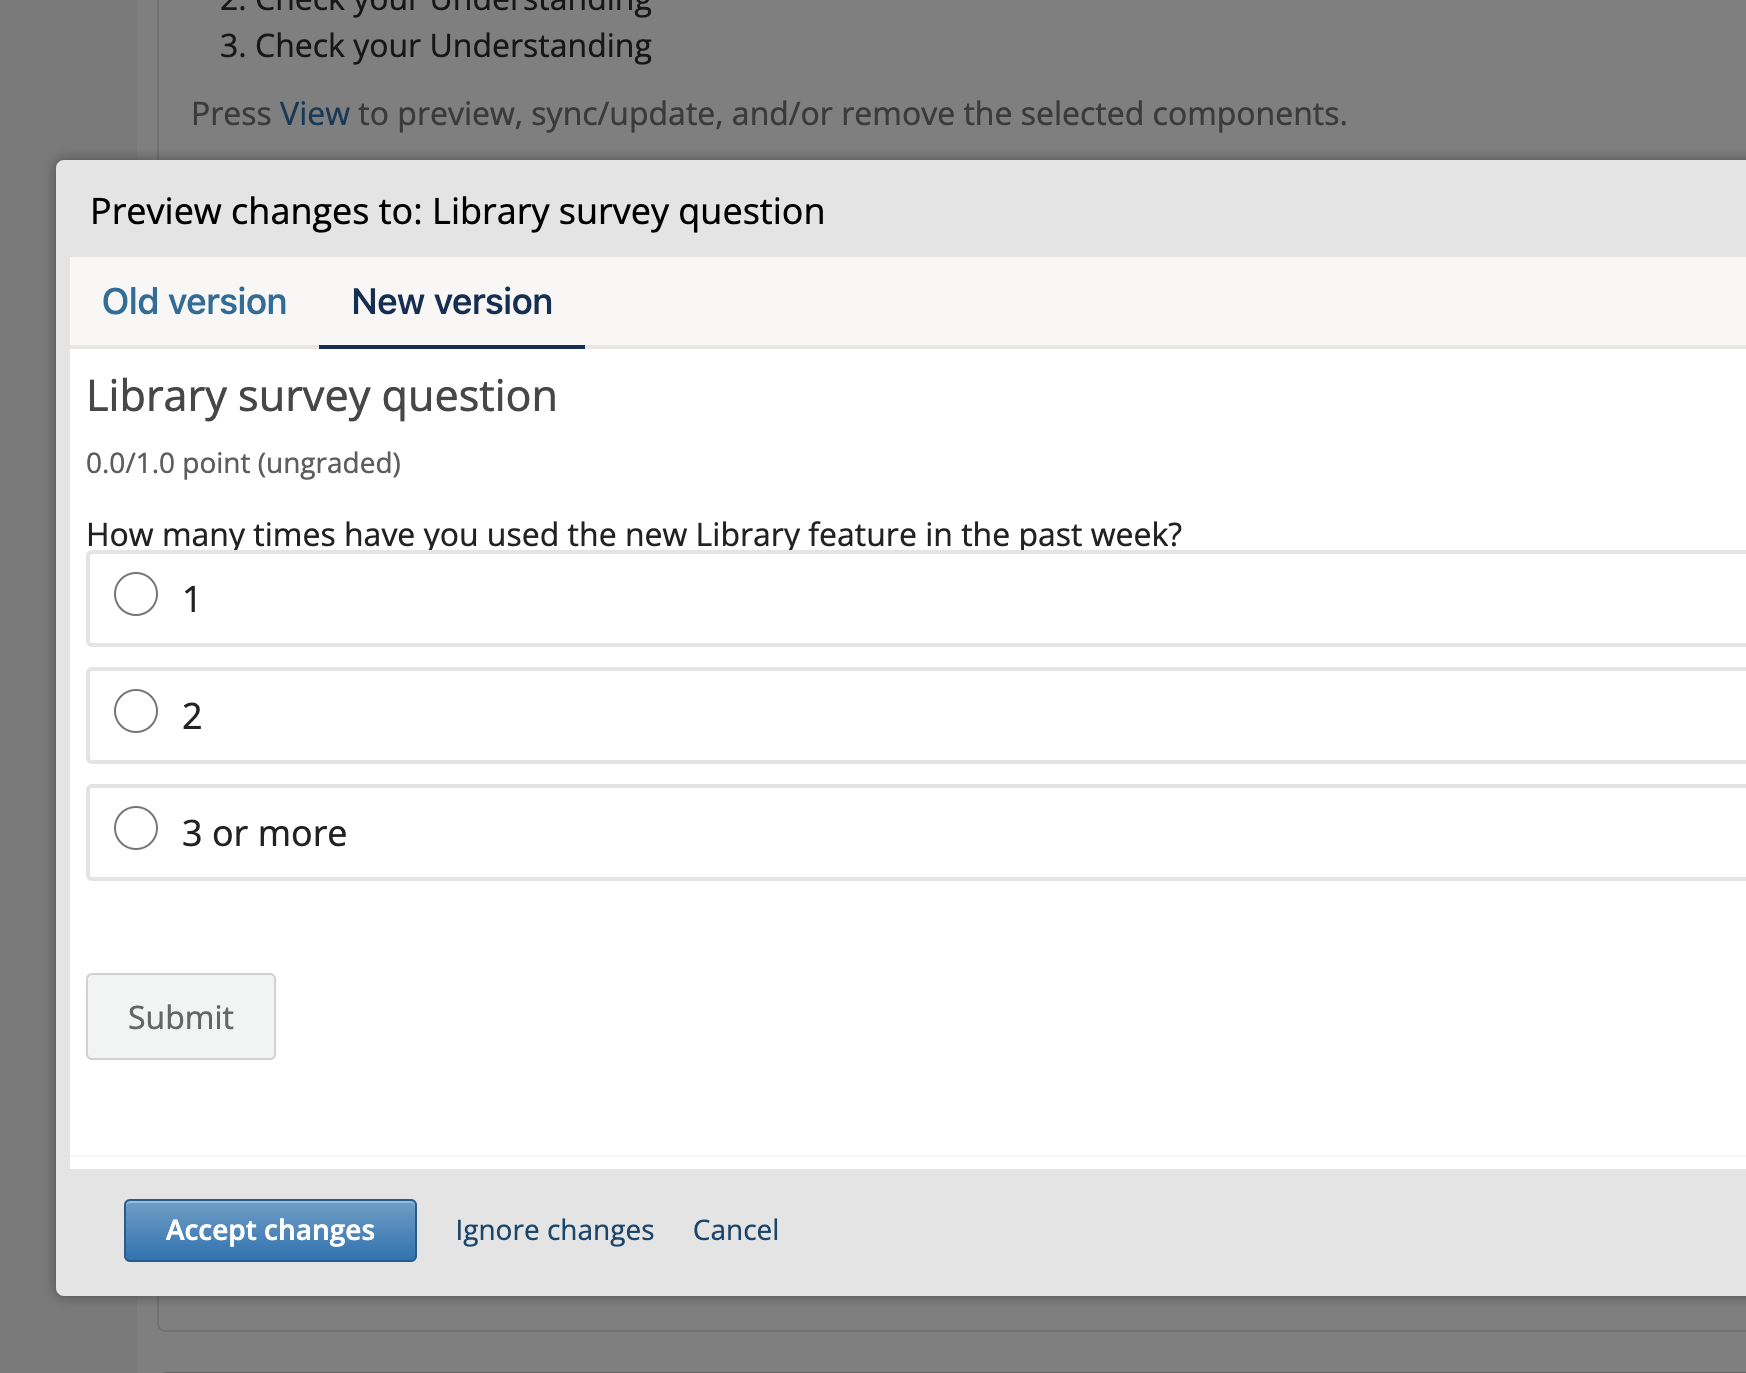 2. Check your Understanding
3. Check your Understanding
Press View to preview, sync/update, and/or remove the selected components.
Preview changes to: Library survey question
Old version New version
Library survey question
0.0/1.0 point (ungraded)
How many times have you used the new Library feature in the past week?
1
2
3 or more
Submit
Accept changes Ignore changes Cancel